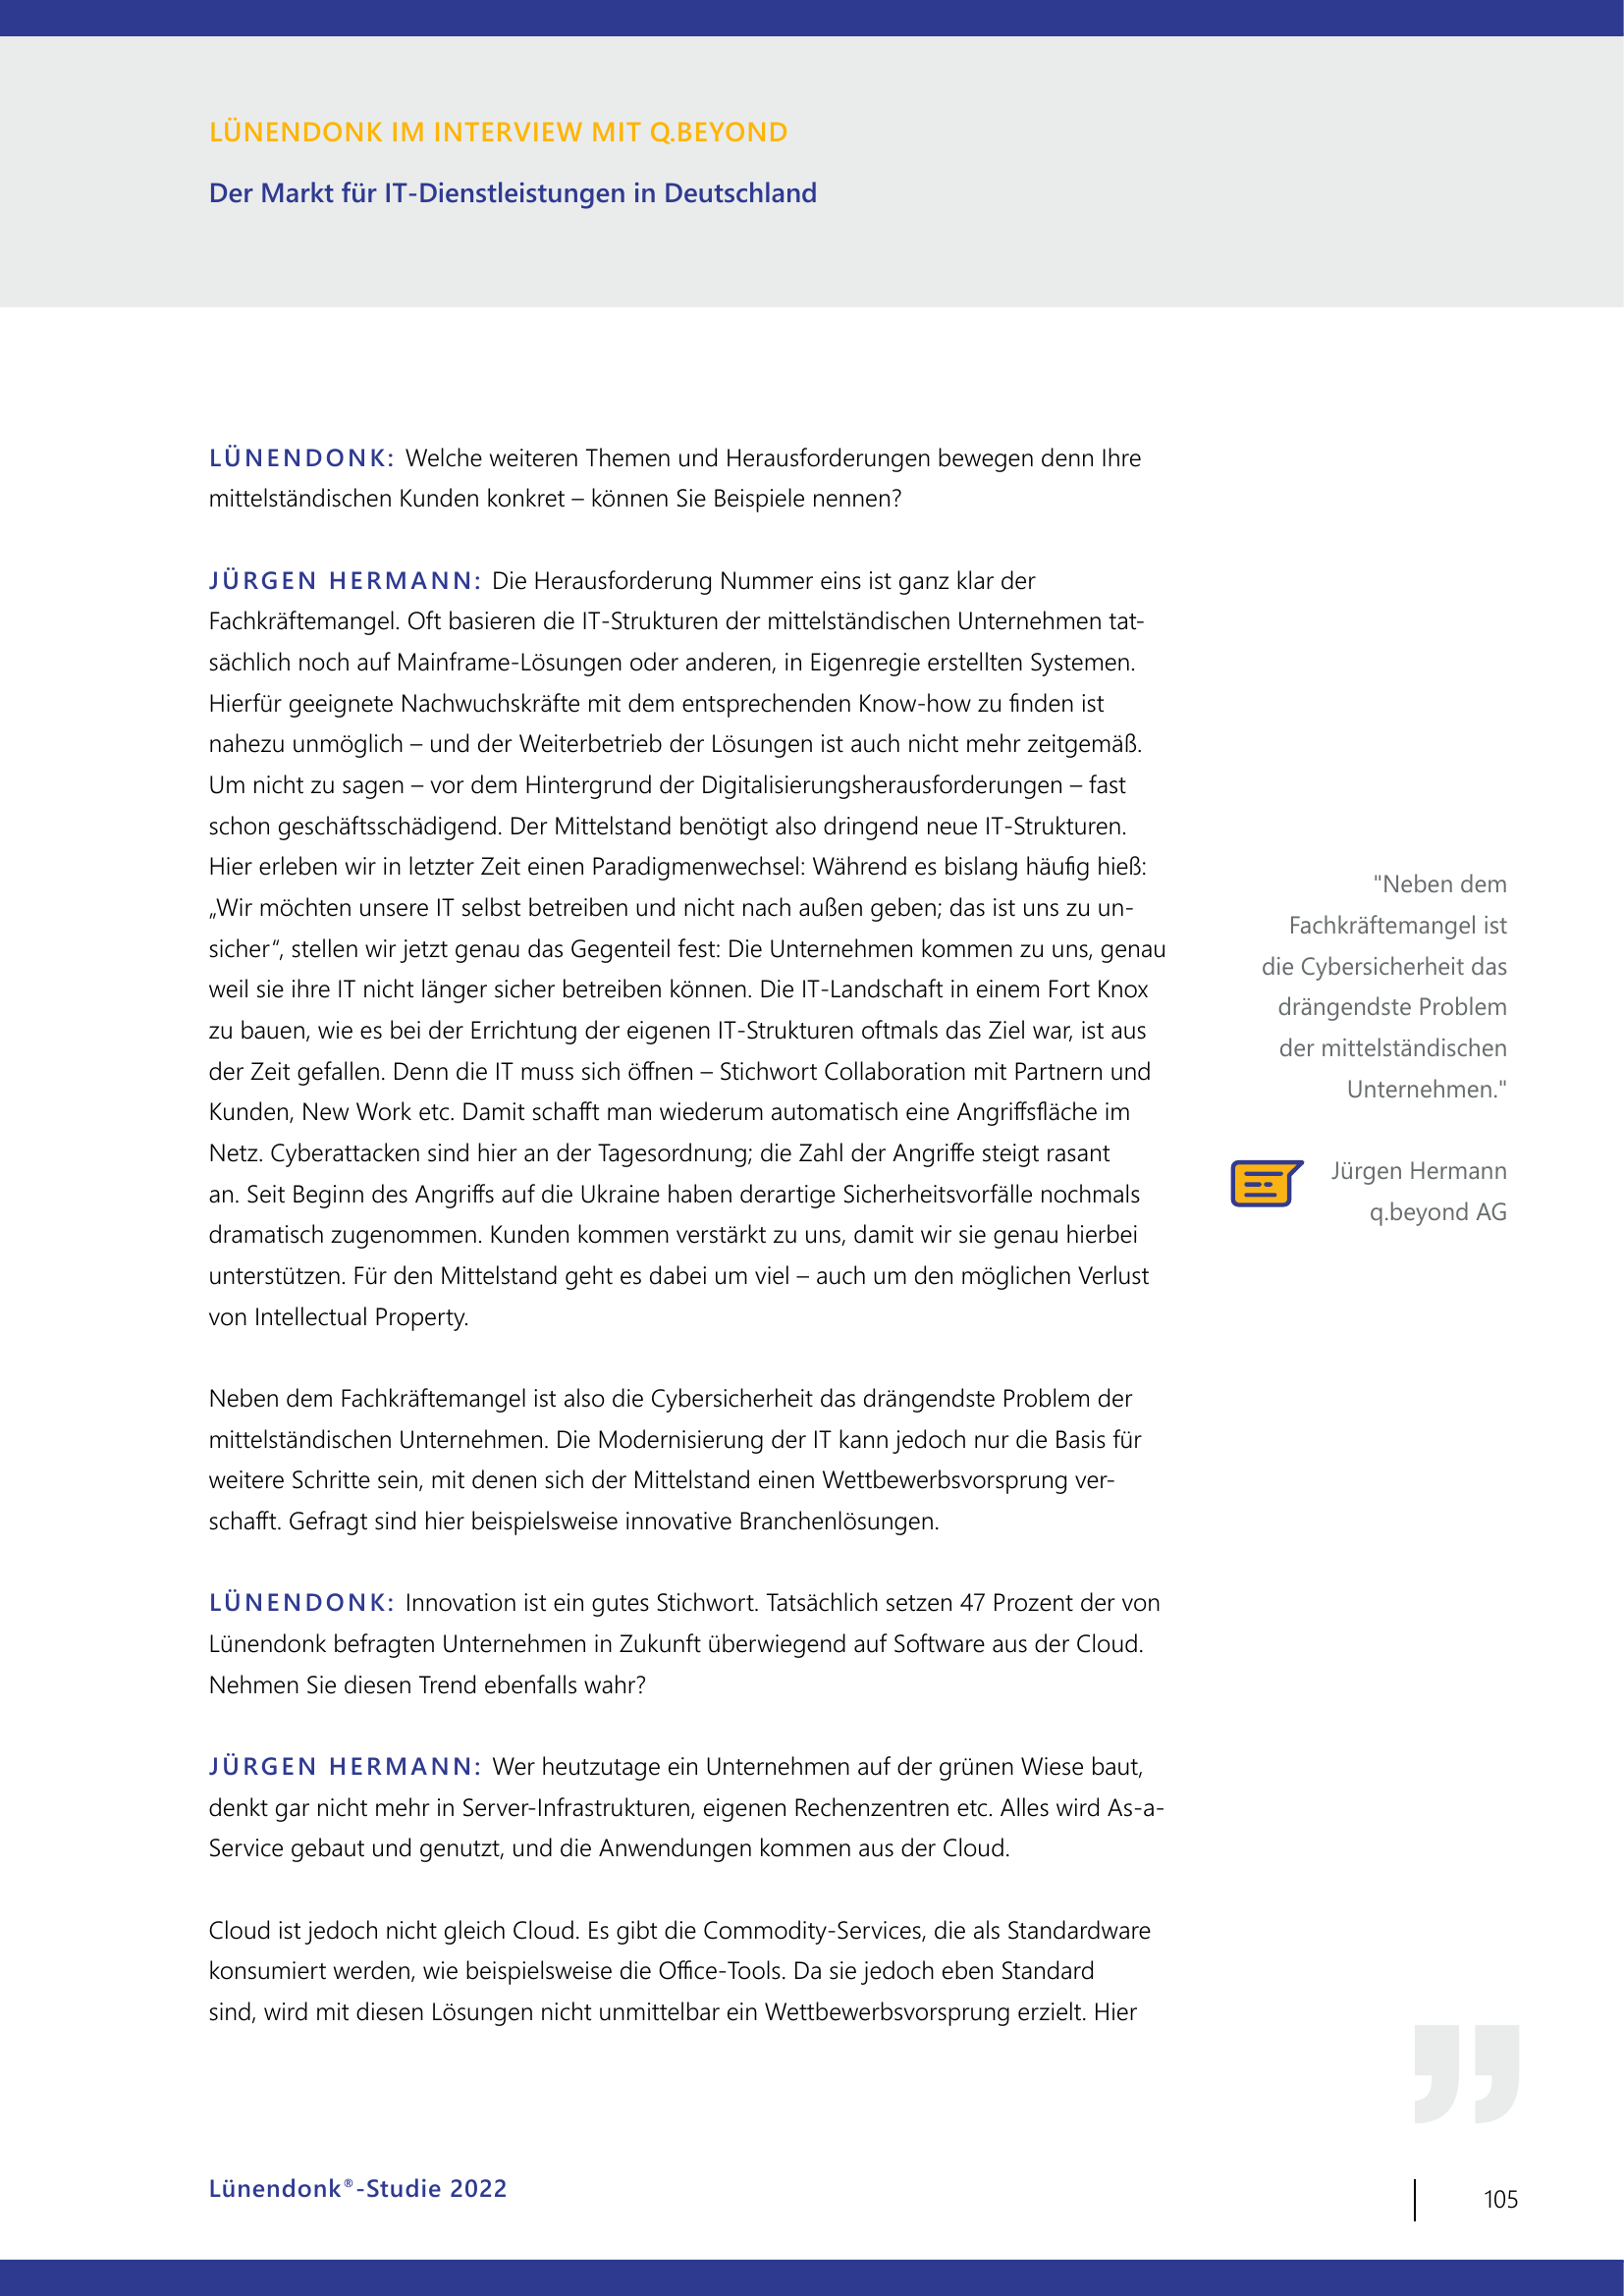 LÜNENDONK IM INTERVIEW MIT Q.BEYOND
Der Markt für IT-Dienstleistungen in Deutschland
LÜNENDONK: Welche weiteren Themen und Herausforderungen bewegen denn Ihre
mittelständischen Kunden konkret – können Sie Beispiele nennen?
JÜRGEN HERMANN: Die Herausforderung Nummer eins ist ganz klar der
Fachkräftemangel. Oft basieren die IT-Strukturen der mittelständischen Unternehmen tat-
sächlich noch auf Mainframe-Lösungen oder anderen, in Eigenregie erstellten Systemen.
Hierfür geeignete Nachwuchskräfte mit dem entsprechenden Know-how zu finden ist
nahezu unmöglich – und der Weiterbetrieb der Lösungen ist auch nicht mehr zeitgemäß.
Um nicht zu sagen – vor dem Hintergrund der Digitalisierungsherausforderungen – fast
schon geschäftsschädigend. Der Mittelstand benötigt also dringend neue IT-Strukturen.
Hier erleben wir in letzter Zeit einen Paradigmenwechsel: Während es bislang häufig hieß:
„Wir möchten unsere IT selbst betreiben und nicht nach außen geben; das ist uns zu un-
sicher“, stellen wir jetzt genau das Gegenteil fest: Die Unternehmen kommen zu uns, genau
weil sie ihre IT nicht länger sicher betreiben können. Die IT-Landschaft in einem Fort Knox
zu bauen, wie es bei der Errichtung der eigenen IT-Strukturen oftmals das Ziel war, ist aus
der Zeit gefallen. Denn die IT muss sich öffnen – Stichwort Collaboration mit Partnern und
Kunden, New Work etc. Damit schafft man wiederum automatisch eine Angriffsfläche im
Netz. Cyberattacken sind hier an der Tagesordnung; die Zahl der Angriffe steigt rasant
an. Seit Beginn des Angriffs auf die Ukraine haben derartige Sicherheitsvorfälle nochmals
dramatisch zugenommen. Kunden kommen verstärkt zu uns, damit wir sie genau hierbei
unterstützen. Für den Mittelstand geht es dabei um viel – auch um den möglichen Verlust
von Intellectual Property.
Neben dem Fachkräftemangel ist also die Cybersicherheit das drängendste Problem der
mittelständischen Unternehmen. Die Modernisierung der IT kann jedoch nur die Basis für
weitere Schritte sein, mit denen sich der Mittelstand einen Wettbewerbsvorsprung ver-
schafft. Gefragt sind hier beispielsweise innovative Branchenlösungen.
LÜNENDONK: Innovation ist ein gutes Stichwort. Tatsächlich setzen 47 Prozent der von
Lünendonk befragten Unternehmen in Zukunft überwiegend auf Software aus der Cloud.
Nehmen Sie diesen Trend ebenfalls wahr?
JÜRGEN HERMANN: Wer heutzutage ein Unternehmen auf der grünen Wiese baut,
denkt gar nicht mehr in Server-Infrastrukturen, eigenen Rechenzentren etc. Alles wird As-a-
Service gebaut und genutzt, und die Anwendungen kommen aus der Cloud.
Cloud ist jedoch nicht gleich Cloud. Es gibt die Commodity-Services, die als Standardware
konsumiert werden, wie beispielsweise die Office-Tools. Da sie jedoch eben Standard
sind, wird mit diesen Lösungen nicht unmittelbar ein Wettbewerbsvorsprung erzielt. Hier
"Neben dem
Fachkräftemangel ist
die Cybersicherheit das
drängendste Problem
der mittelständischen
Unternehmen."
Jürgen Hermann
q.beyond AG
”
Lünendonk®-Studie 2022
105